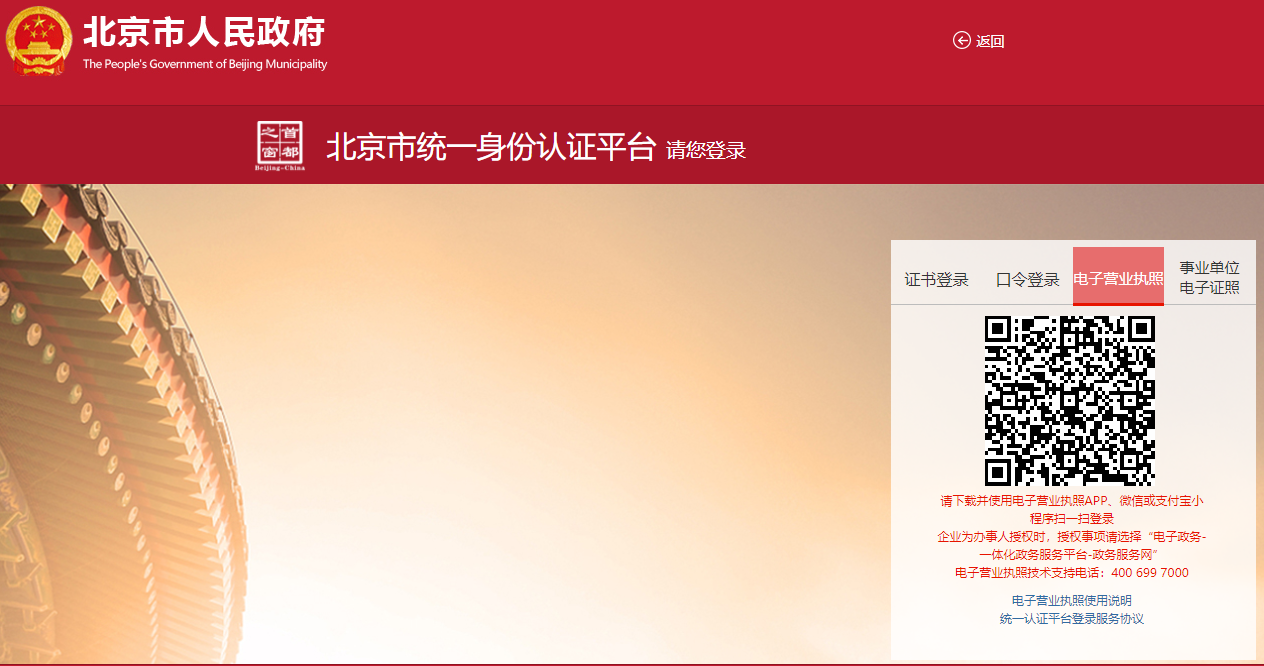 北京市人民政府
The People's Government of Beijing Municipality
返回
首都之窗
Beijing-China
北京市统一身份认证平台 请您登录
证书登录
口令登录
电子营业执照
事业单位
电子证照
请下载并使用电子营业执照APP、微信或支付宝小
程序扫一扫登录
企业为办事人授权时，授权事项请选择“电子政务-
一体化政务服务平台-政务服务网”
电子营业执照技术支持电话：400 699 7000
电子营业执照使用说明
统一认证平台登录服务协议